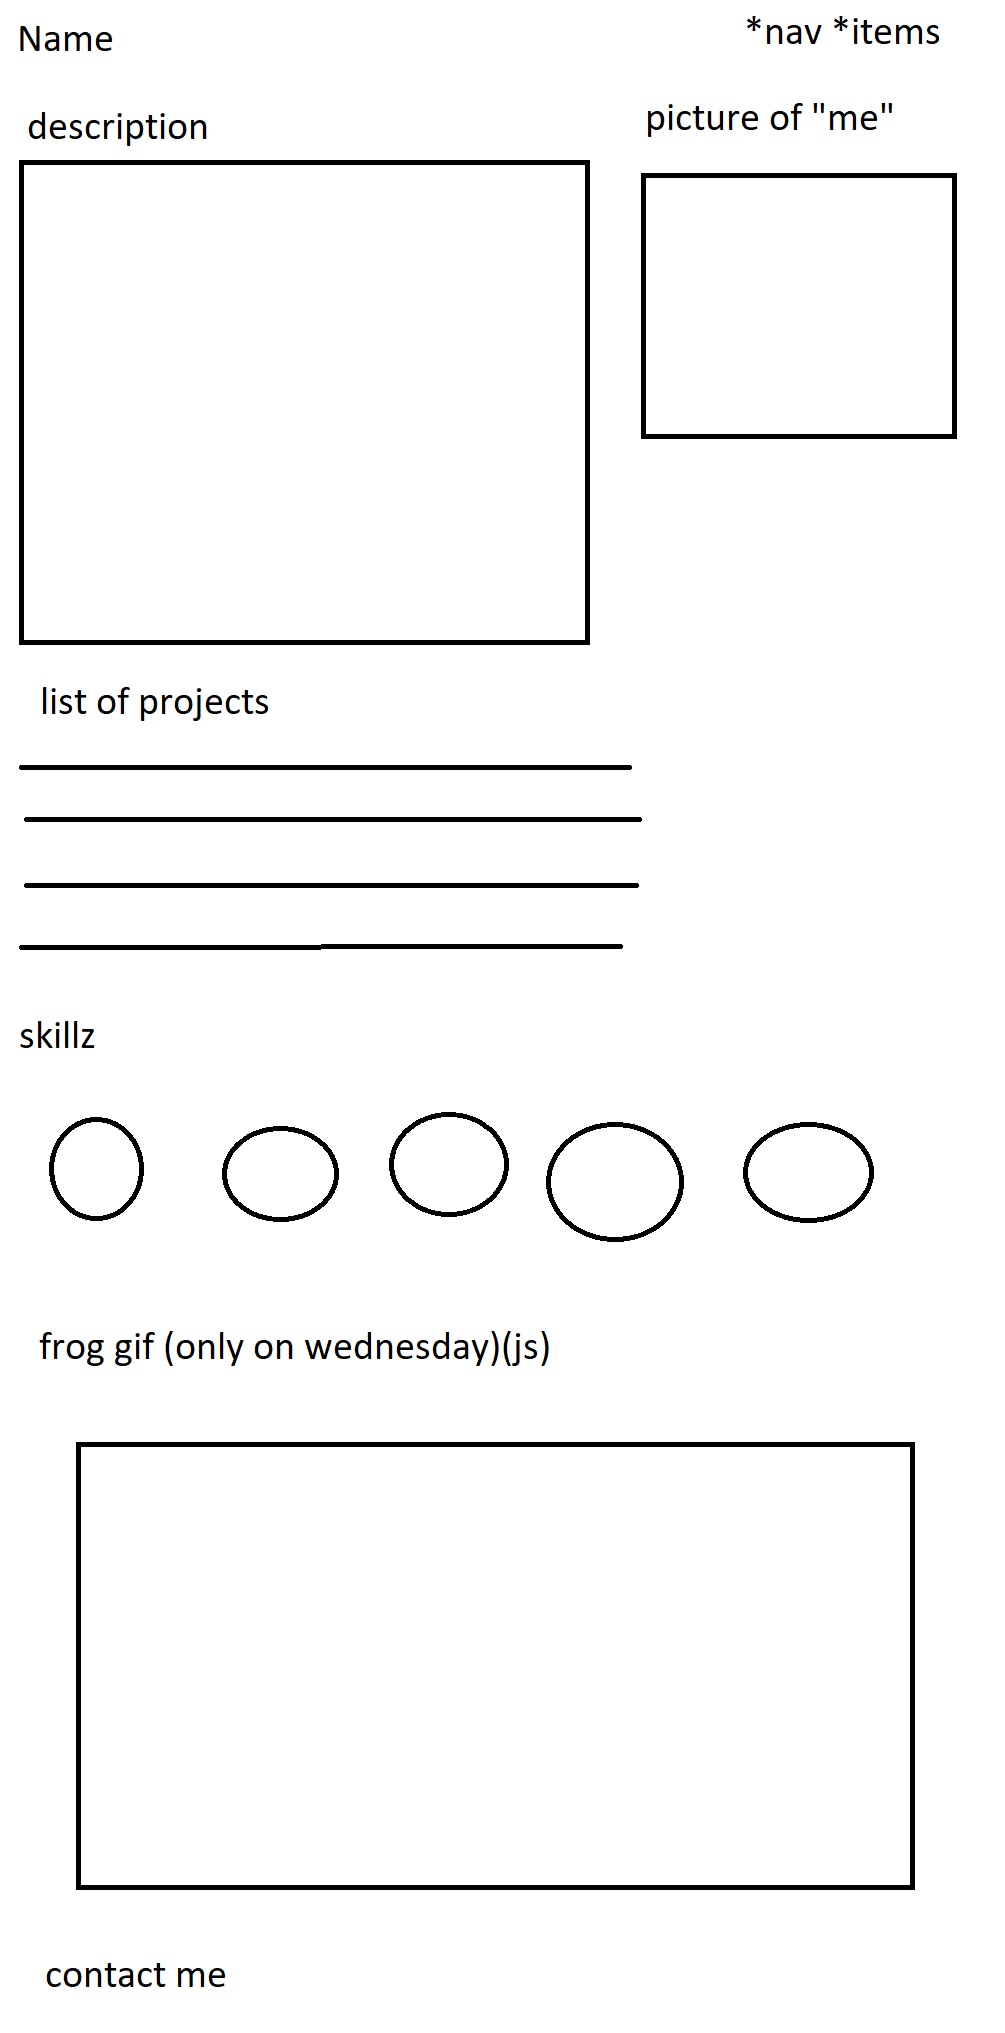 Name
*nav *items
description
picture of "me"
list of projects
skillz
frog gif (only on wednesday)(js)
contact me